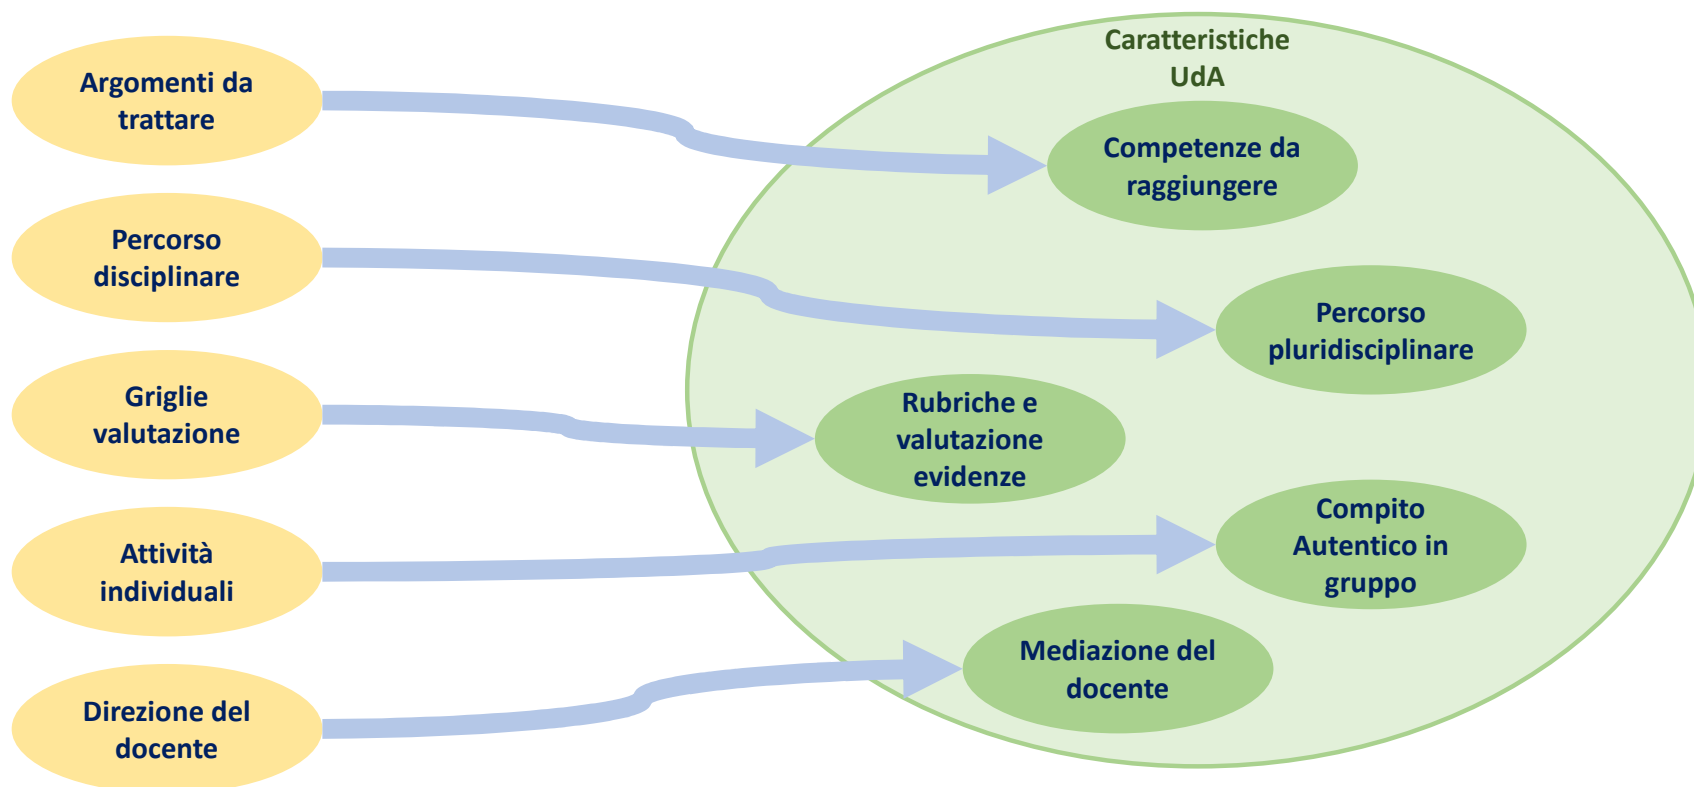 Caratteristiche
UdA
Argomenti da
trattare
Competenze da
raggiungere
Percorso
disciplinare
Percorso
pluridisciplinare
Griglie
valutazione
Rubriche e
valutazione
evidenze
Attività
individuali
Compito
Autentico in
gruppo
Direzione del
docente
Mediazione del
docente